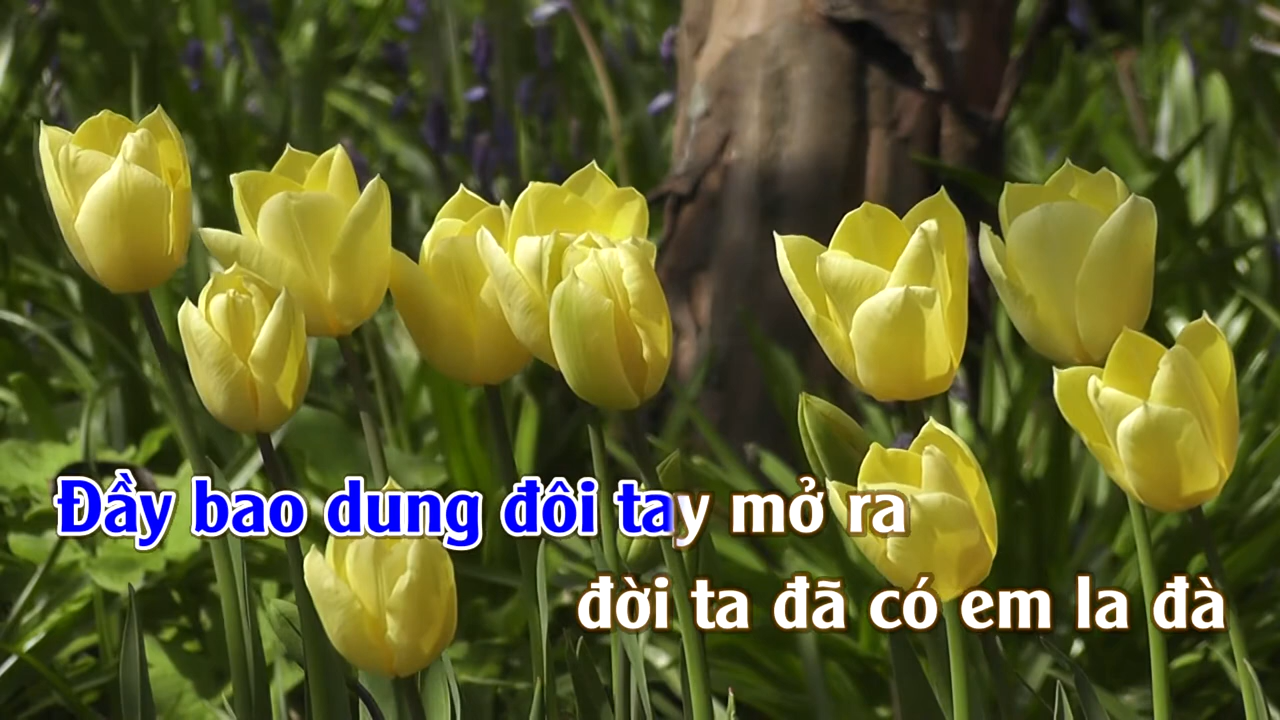 Đầy bao dung đôi tay mở ra
đời ta đã có em la đà